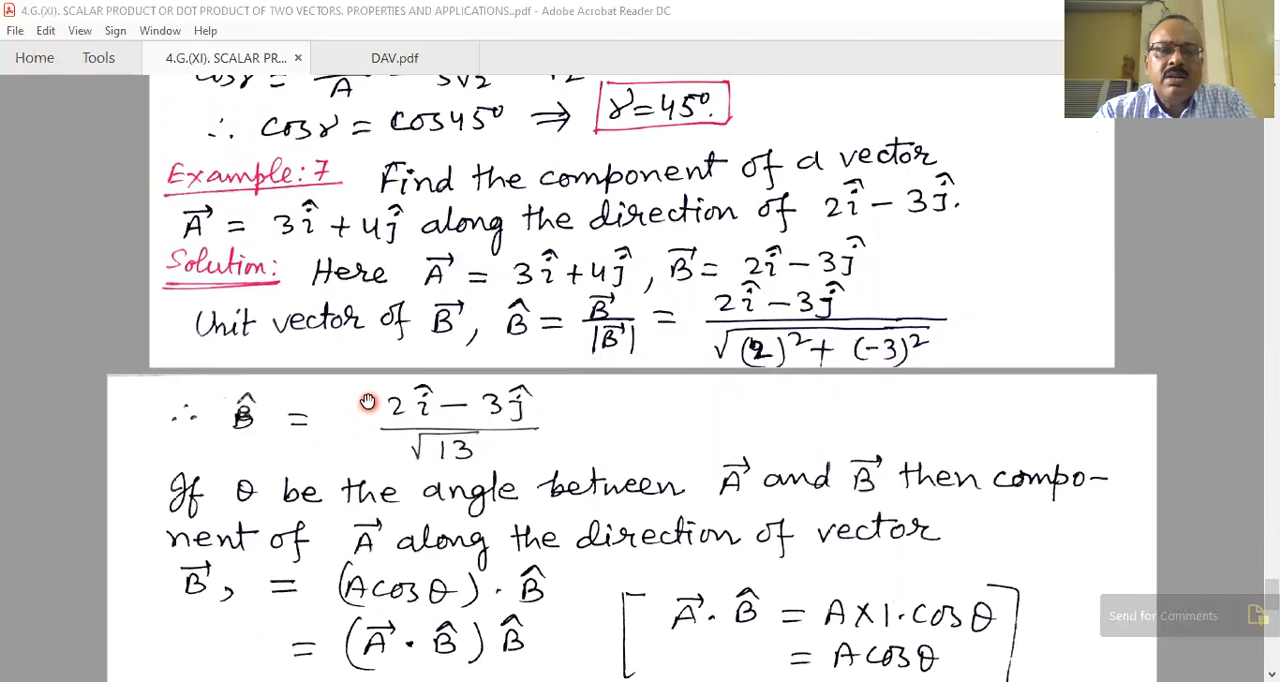 4.G.(XI). SCALAR PRODUCT OR DOT PRODUCT OF TWO VECTORS. PROPERTIES AND APPLICATIONS..pdf - Adobe Acrobat Reader DC
File Edit View Sign Window Help
Home Tools 4.G.(XI). SCALAR PR... × DAV.pdf
∴ cosγ = cos45° ⇒ γ = 45°.
Example: 7 Find the component of a vector
A⃗ = 3î + 4ĵ along the direction of 2î − 3ĵ.
Solution: Here A⃗ = 3î + 4ĵ, B⃗ = 2î − 3ĵ
Unit vector of B⃗, B̂ = B⃗/|B⃗| = (2î − 3ĵ)/√((2)² + (−3)²)
∴ B̂ = (2î − 3ĵ)/√13
If θ be the angle between A⃗ and B⃗ then compo-
nent of A⃗ along the direction of vector
B⃗, = (A cos θ) · B̂
= (A⃗ · B̂) B̂
[ A⃗ · B̂ = A × 1 · cos θ
= A cos θ ]
Send for Comments